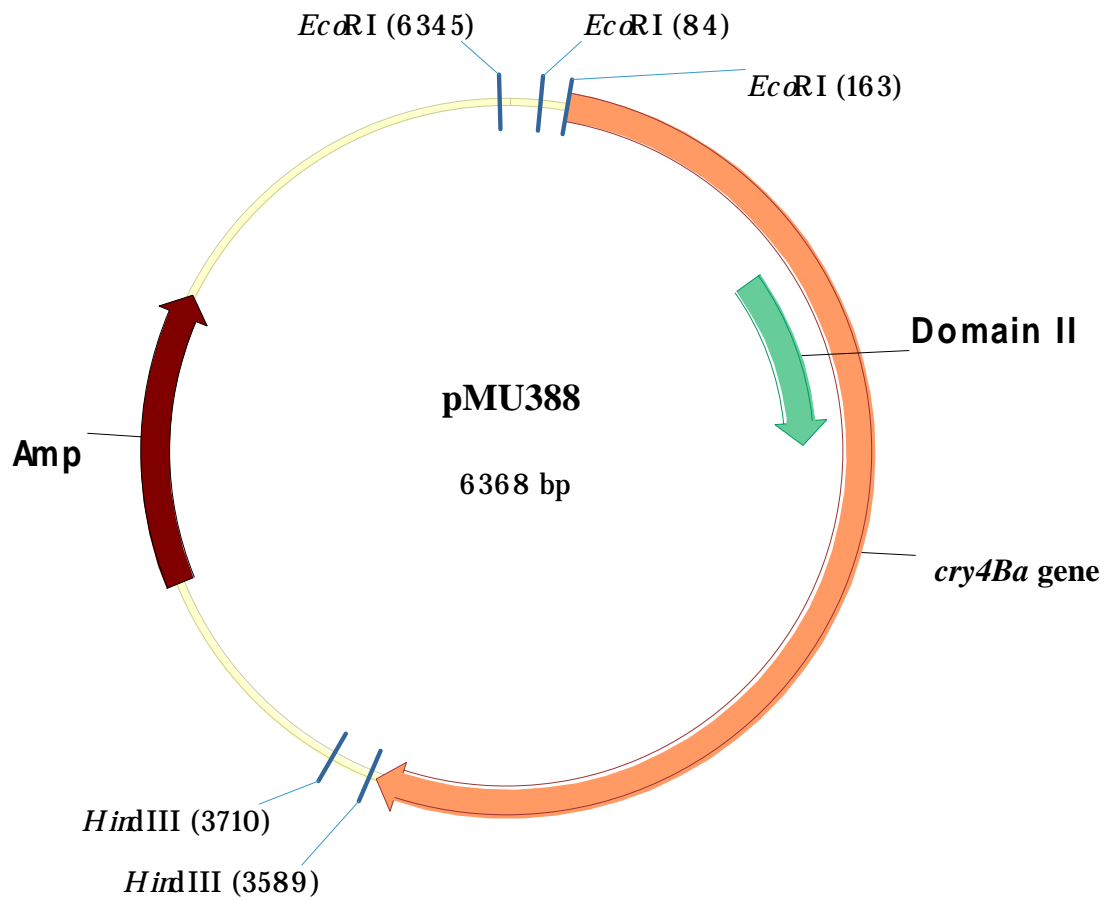 EcoRI (6345)
EcoRI (84)
EcoRI (163)
Domain II
pMU388
Amp
6368 bp
cry4Ba gene
HindIII (3710)
HindIII (3589)